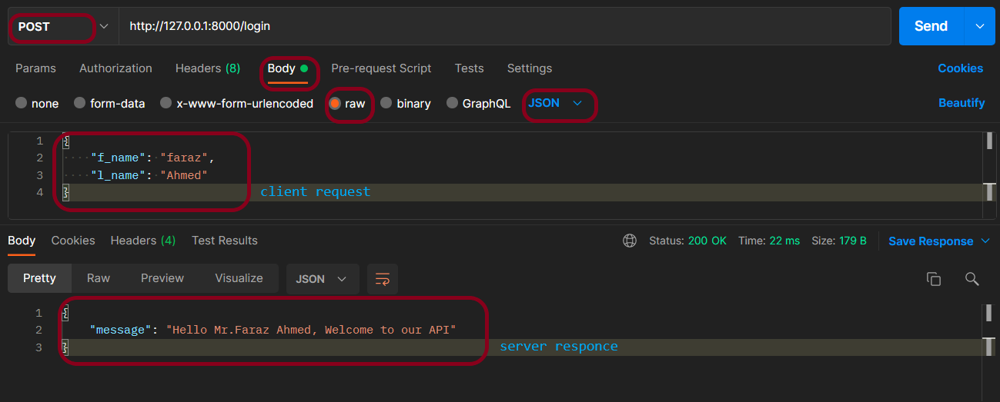 POST http://127.0.0.1:8000/login Send
Params Authorization Headers (8) Body Pre-request Script Tests Settings Cookies
none form-data x-www-form-urlencoded raw binary GraphQL JSON Beautify
1 {
2 "f_name": "faraz",
3 "l_name": "Ahmed"
4 } client request
Body Cookies Headers (4) Test Results Status: 200 OK Time: 22 ms Size: 179 B Save Response
Pretty Raw Preview Visualize JSON
1 {
2 "message": "Hello Mr.Faraz Ahmed, Welcome to our API"
3 } server responce